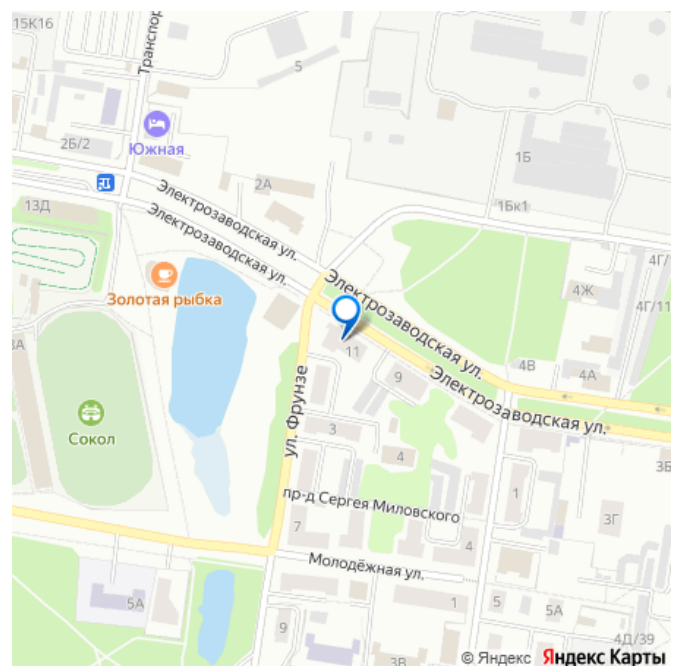 15К16
Транспор
5
2Б/2
Южная
1Б
2А
Электрозаводская ул.
1Бк1
13Д
Электрозаводская ул.
4Г/
Золотая рыбка
Электрозаводская ул.
4Ж
4Г/11
3А
11
4В
4А
9
Электрозаводская ул.
Сокол
ул. Фрунзе
3
4
3Б
1
пр-д Сергея Миловского
3Г
7
4
Молодёжная ул.
5А
1
5
5А
9
4Д/39
3В
© Яндекс Яндекс Карты